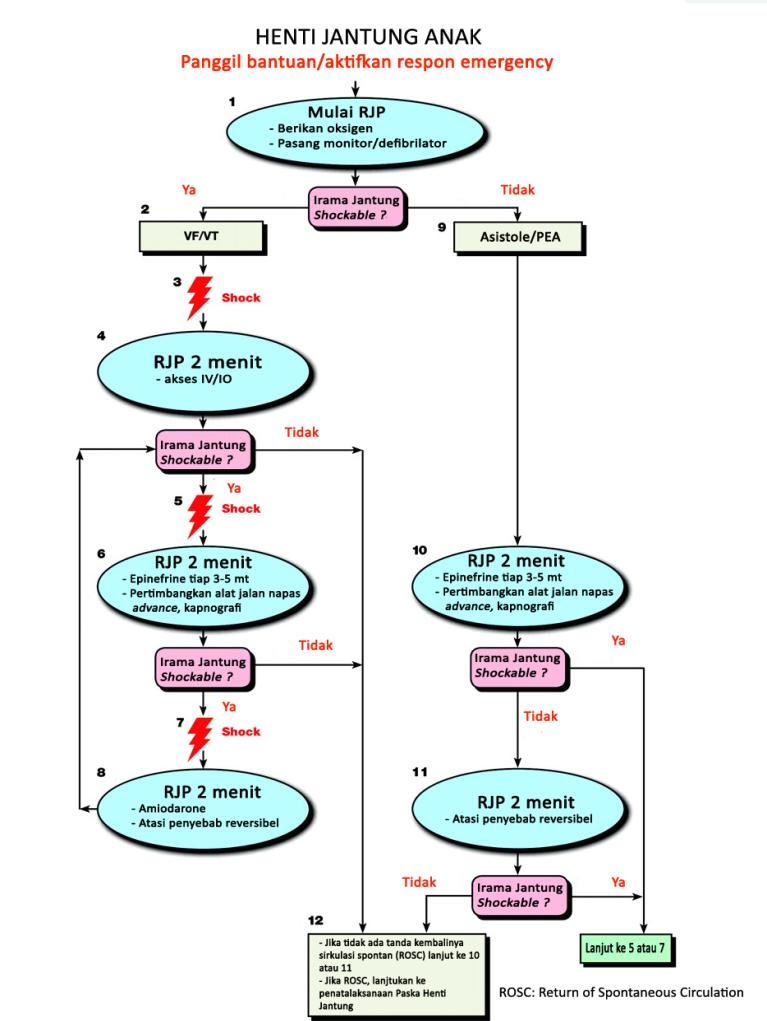 HENTI JANTUNG ANAK
Panggil bantuan/aktifkan respon emergency
1
Mulai RJP
- Berikan oksigen
- Pasang monitor/defibrilator
Ya
Irama Jantung
Shockable ?
Tidak
2
VF/VT
9
Asistole/PEA
3
Shock
4
RJP 2 menit
- akses IV/IO
Irama Jantung
Shockable ?
Tidak
Ya
5
Shock
6
RJP 2 menit
- Epinefrine tiap 3-5 mt
- Pertimbangkan alat jalan napas
advance, kapnografi
10
RJP 2 menit
- Epinefrine tiap 3-5 mt
- Pertimbangkan alat jalan napas
advance, kapnografi
Irama Jantung
Shockable ?
Tidak
Irama Jantung
Shockable ?
Ya
Ya
7
Shock
Tidak
8
RJP 2 menit
- Amiodarone
- Atasi penyebab reversibel
11
RJP 2 menit
- Atasi penyebab reversibel
Tidak
Irama Jantung
Shockable ?
Ya
12
- Jika tidak ada tanda kembalinya
sirkulasi spontan (ROSC) lanjut ke 10
atau 11
- Jika ROSC, lanjtukan ke
penatalaksanaan Paska Henti
Jantung
Lanjut ke 5 atau 7
ROSC: Return of Spontaneous Circulation